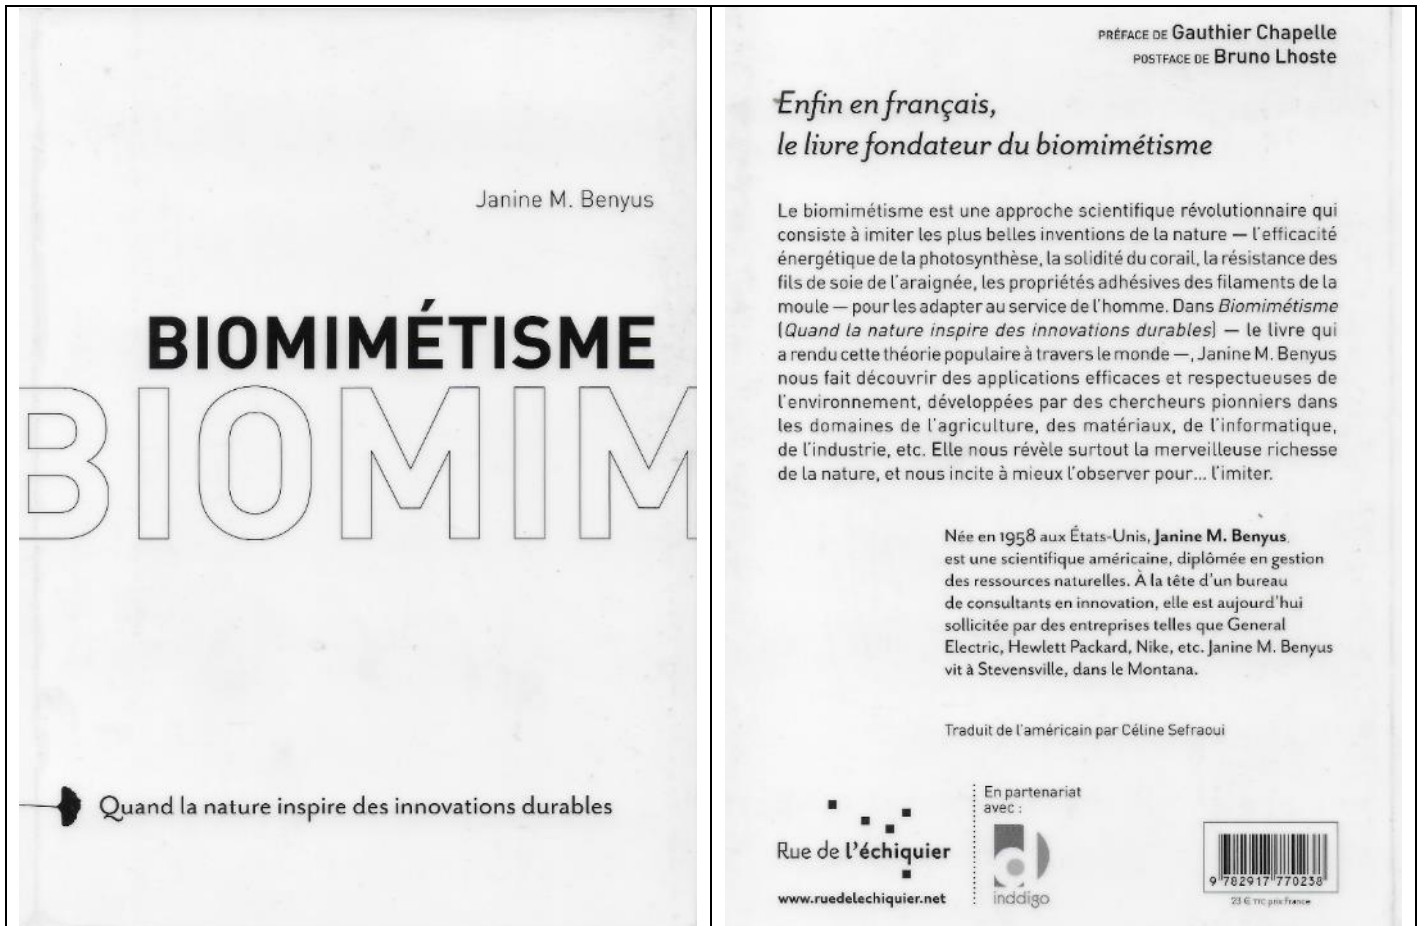 Janine M. Benyus
BIOMIMÉTISME
BIOMIM
Quand la nature inspire des innovations durables
PRÉFACE DE Gauthier Chapelle
POSTFACE DE Bruno Lhoste
Enfin en français,
le livre fondateur du biomimétisme
Le biomimétisme est une approche scientifique révolutionnaire qui
consiste à imiter les plus belles inventions de la nature — l'efficacité
énergétique de la photosynthèse, la solidité du corail, la résistance des
fils de soie de l'araignée, les propriétés adhésives des filaments de la
moule — pour les adapter au service de l'homme. Dans Biomimétisme
(Quand la nature inspire des innovations durables) — le livre qui
a rendu cette théorie populaire à travers le monde —, Janine M. Benyus
nous fait découvrir des applications efficaces et respectueuses de
l'environnement, développées par des chercheurs pionniers dans
les domaines de l'agriculture, des matériaux, de l'informatique,
de l'industrie, etc. Elle nous révèle surtout la merveilleuse richesse
de la nature, et nous incite à mieux l'observer pour... l'imiter.
Née en 1958 aux États-Unis, Janine M. Benyus
est une scientifique américaine, diplômée en gestion
des ressources naturelles. À la tête d'un bureau
de consultants en innovation, elle est aujourd'hui
sollicitée par des entreprises telles que General
Electric, Hewlett Packard, Nike, etc. Janine M. Benyus
vit à Stevensville, dans le Montana.
Traduit de l'américain par Céline Sefraoui
Rue de l'échiquier
www.ruedelechiquier.net
En partenariat
avec :
inddigo
9 782917 770238
23 € TTC prix France